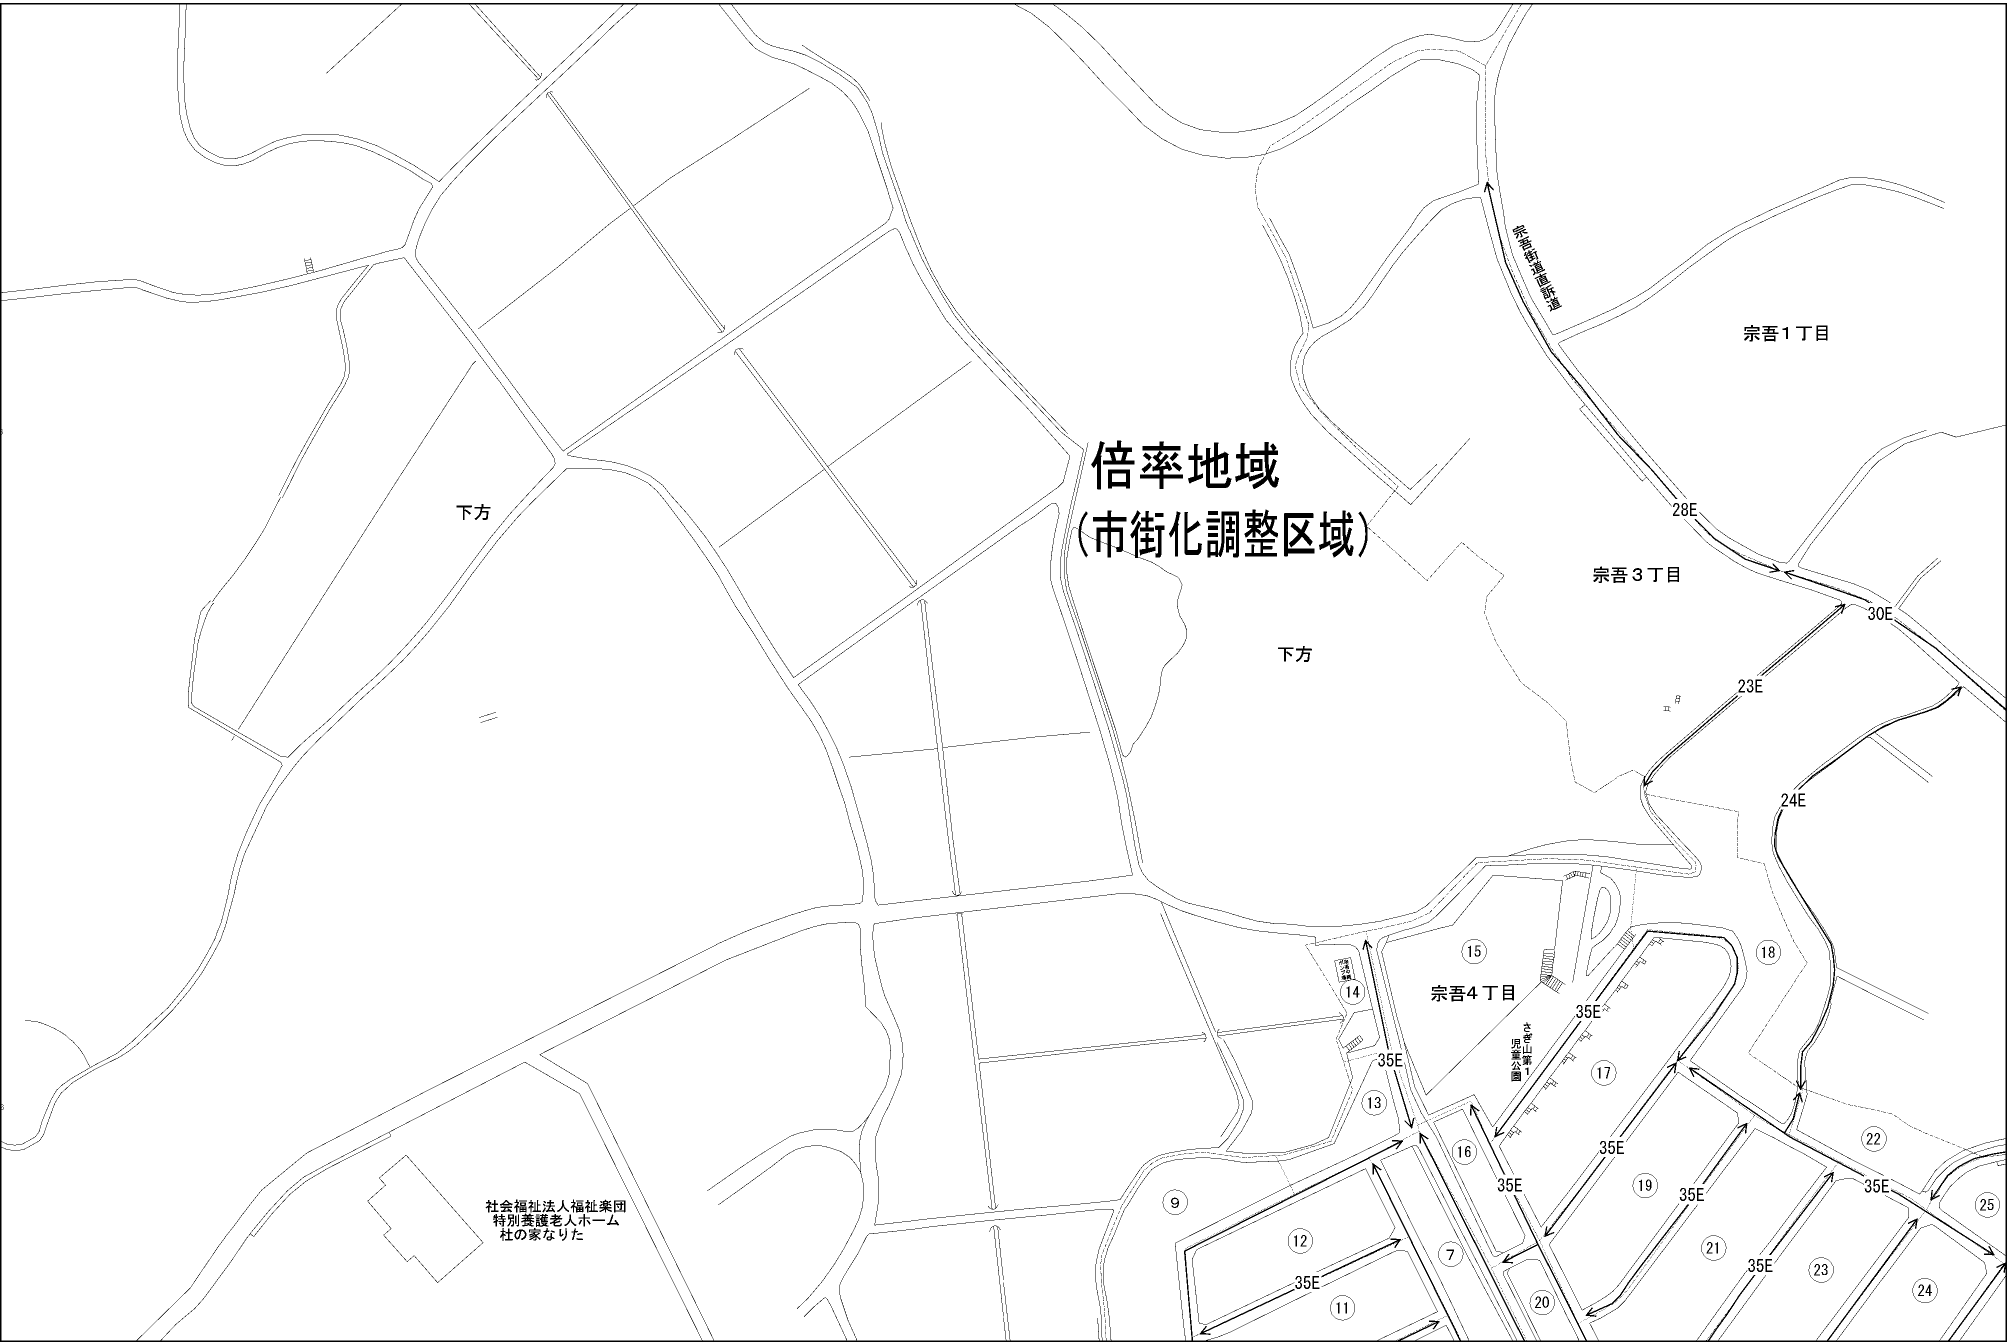 宗吾街道直訴道
宗吾１丁目
倍率地域
（市街化調整区域）
下方
28E
宗吾３丁目
30E
下方
23E
24E
15
18
14
宗吾４丁目
35E
さぎ山第１
児童公園
35E
17
13
16
35E
22
35E
19
35E
35E
25
社会福祉法人福祉楽団
特別養護老人ホーム
杜の家なりた
9
12
7
21
35E
23
24
35E
11
20